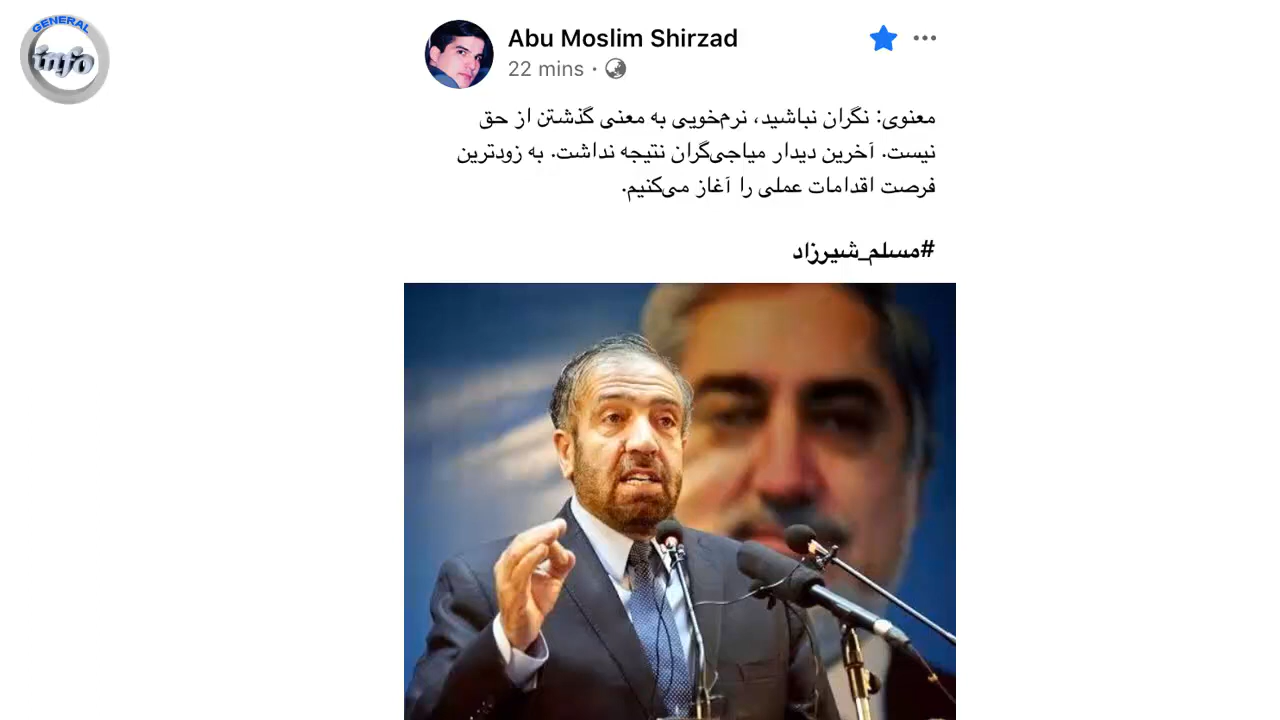 GENERAL
info
Abu Moslim Shirzad
22 mins ·
معنوی: نگران نباشید، نرم‌خویی به معنی گذشتن از حق
نیست. آخرین دیدار میاجی‌گران نتیجه نداشت. به زودترین
فرصت اقدامات عملی را آغاز می‌کنیم.
#مسلم_شیرزاد